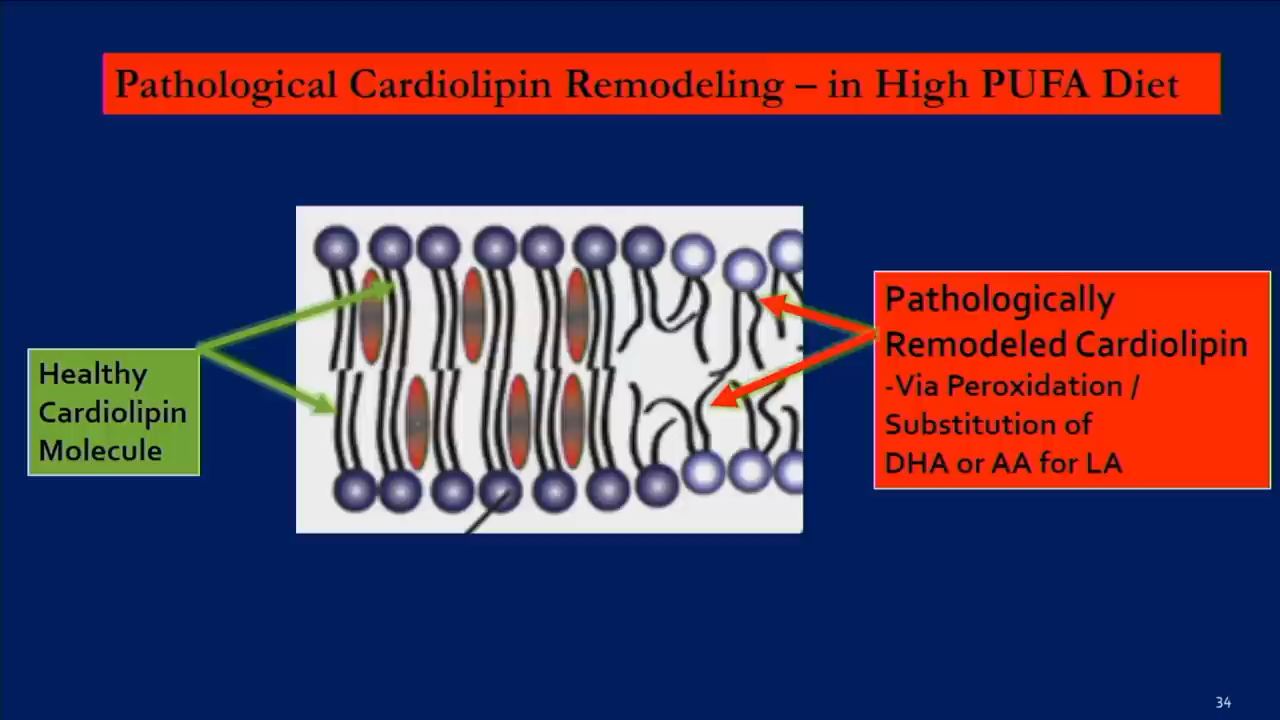 Pathological Cardiolipin Remodeling – in High PUFA Diet
Healthy
Cardiolipin
Molecule
Pathologically
Remodeled Cardiolipin
-Via Peroxidation /
Substitution of
DHA or AA for LA
34